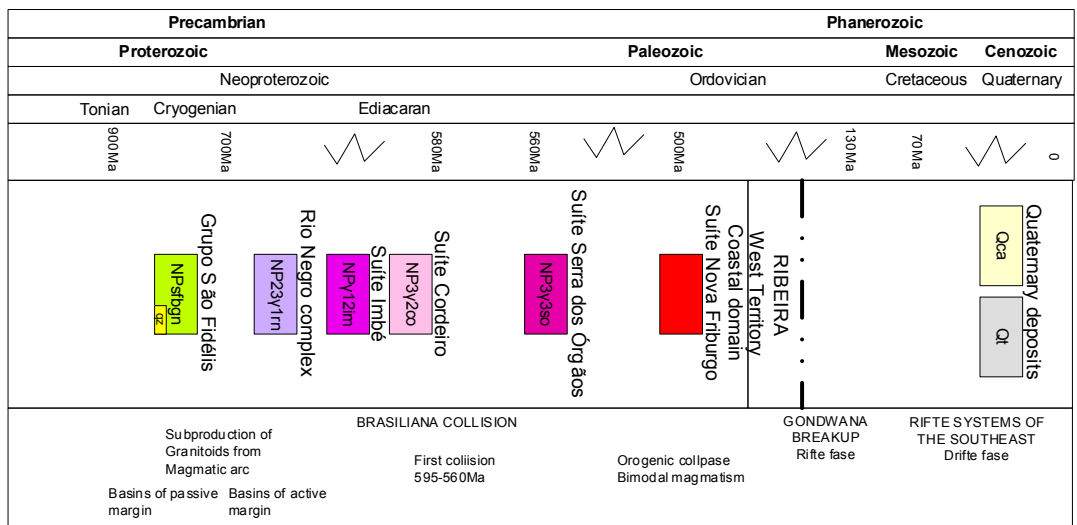 Precambrian
Phanerozoic
Proterozoic
Paleozoic
Mesozoic
Cenozoic
Neoproterozoic
Ordovician
Cretaceous
Quaternary
Tonian
Cryogenian
Ediacaran
900Ma
700Ma
580Ma
560Ma
500Ma
130Ma
70Ma
0
Grupo São Fidélis
NPsfbgn
qz
Rio Negro complex
NP23γ1rn
Suíte Imbé
NPγ12im
Suíte Cordeiro
NP3γ2co
Suíte Serra dos Órgãos
NP3γ3so
Suíte Nova Friburgo
Coastal domain
West Territory
RIBEIRA
Quaternary deposits
Qca
Qt
Subproduction of
Granitoids from
Magmatic arc
Basins of passive
margin
Basins of active
margin
BRASILIANA COLLISION
First coliision
595-560Ma
Orogenic collpase
Bimodal magmatism
GONDWANA
BREAKUP
Rifte fase
RIFTE SYSTEMS OF
THE SOUTHEAST
Drifte fase